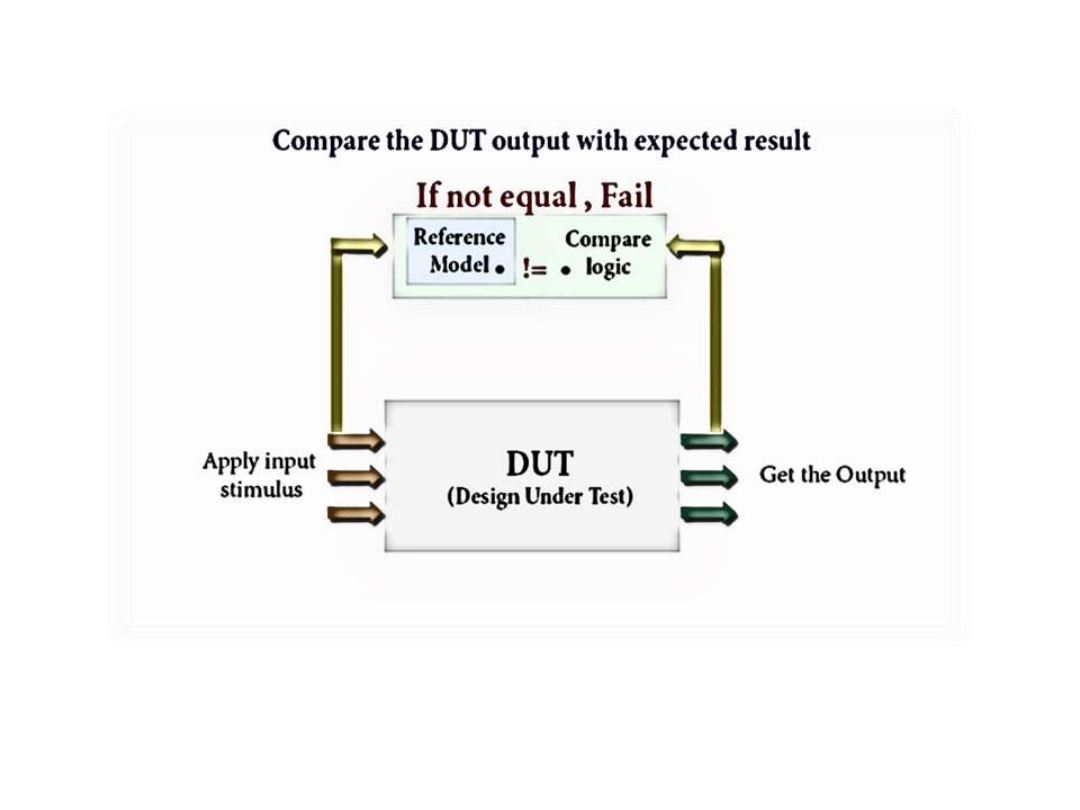 Compare the DUT output with expected result
If not equal , Fail
Reference
Model •
!= •
Compare
logic
Apply input
stimulus
DUT
(Design Under Test)
Get the Output